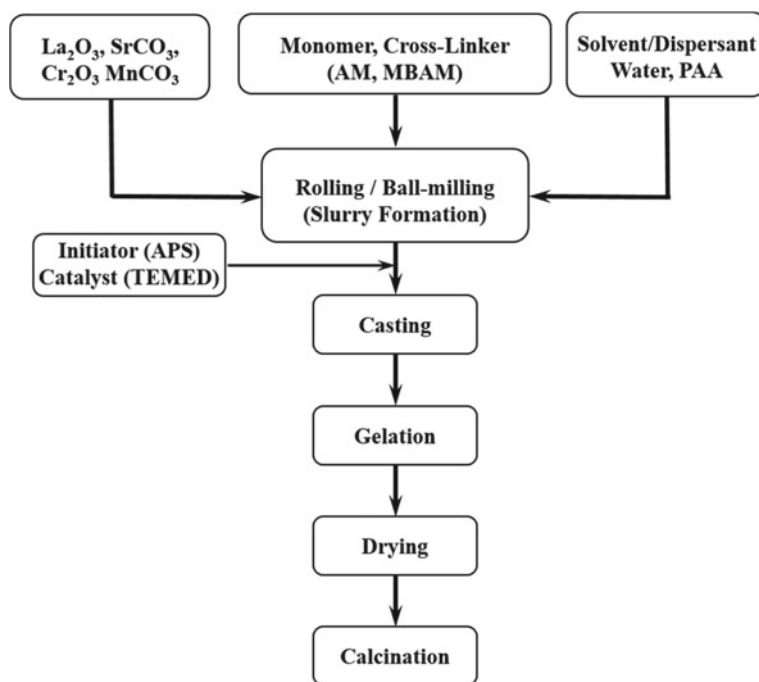 La₂O₃, SrCO₃,
Cr₂O₃ MnCO₃
Monomer, Cross-Linker
(AM, MBAM)
Solvent/Dispersant
Water, PAA
Rolling / Ball-milling
(Slurry Formation)
Initiator (APS)
Catalyst (TEMED)
Casting
Gelation
Drying
Calcination